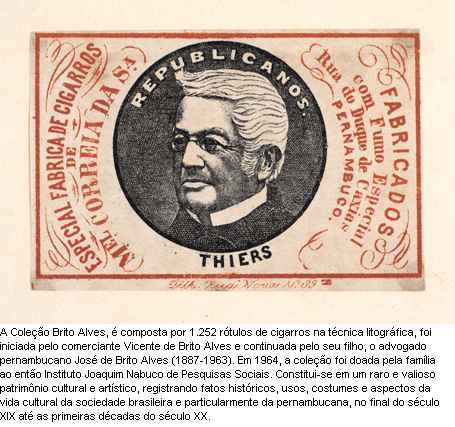 ESPECIAL FABRICA DE CIGARROS
DE
MEL CORREIA DA Sª
REPUBLICANOS.
THIERS
FABRICADOS
com Fumo Especial
Rua do Duque de Caxias
PERNAMBUCO.
Lith. Rua Nova Nº 39
A Coleção Brito Alves, é composta por 1.252 rótulos de cigarros na técnica litográfica, foi
iniciada pelo comerciante Vicente de Brito Alves e continuada pelo seu filho, o advogado
pernambucano José de Brito Alves (1887-1963). Em 1964, a coleção foi doada pela família
ao então Instituto Joaquim Nabuco de Pesquisas Sociais. Constitui-se em um raro e valioso
patrimônio cultural e artístico, registrando fatos históricos, usos, costumes e aspectos da
vida cultural da sociedade brasileira e particularmente da pernambucana, no final do século
XIX até as primeiras décadas do século XX.